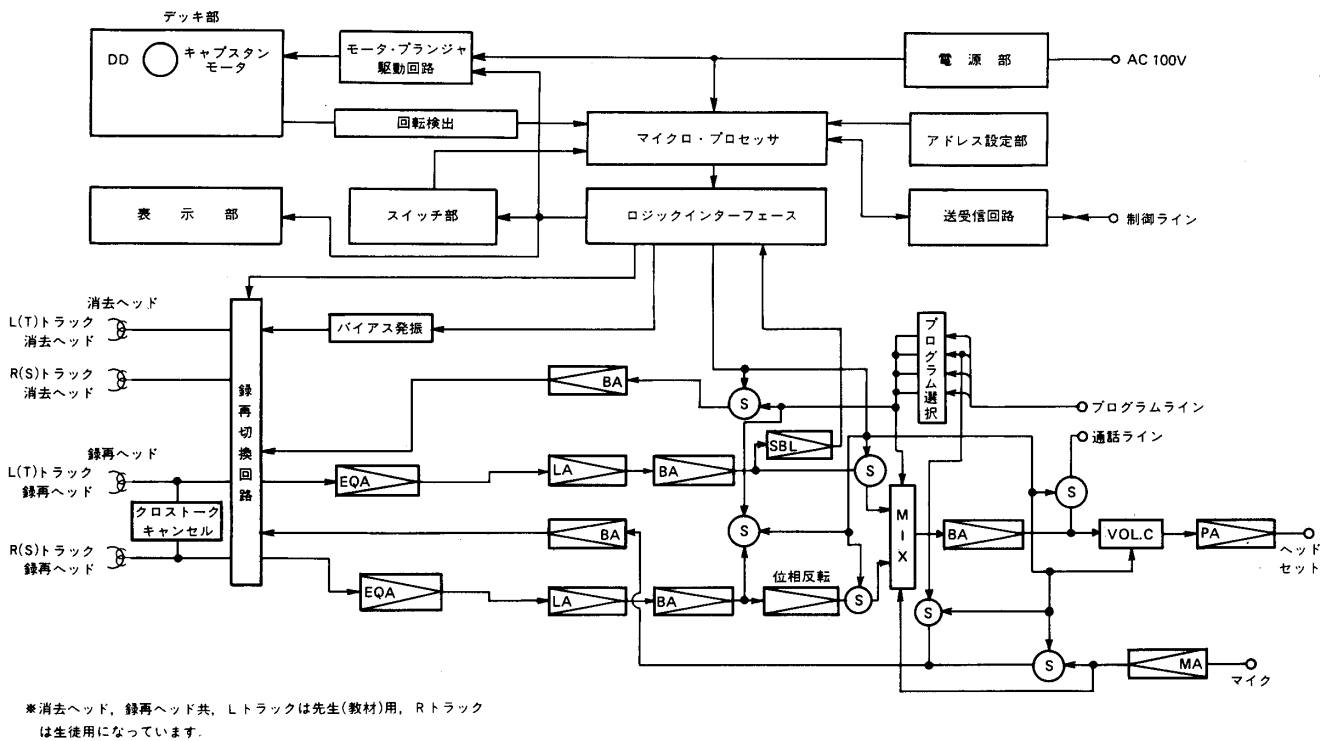 デッキ部
DD
キャプスタン
モータ
モータ・プランジャ
駆動回路
電源部
AC 100V
回転検出
マイクロ・プロセッサ
アドレス設定部
表示部
スイッチ部
ロジックインターフェース
送受信回路
制御ライン
消去ヘッド
L(T)トラック
消去ヘッド
バイアス発振
プログラム選択
R(S)トラック
消去ヘッド
BA
S
プログラムライン
通話ライン
録再切換回路
録再ヘッド
L(T)トラック
録再ヘッド
EQA
LA
BA
SBL
S
S
クロストーク
キャンセル
BA
S
MIX
BA
VOL.C
PA
ヘッド
セット
R(S)トラック
録再ヘッド
EQA
LA
BA
位相反転
S
S
S
MA
マイク
※消去ヘッド,録再ヘッド共,Lトラックは先生(教材)用,Rトラック
は生徒用になっています.